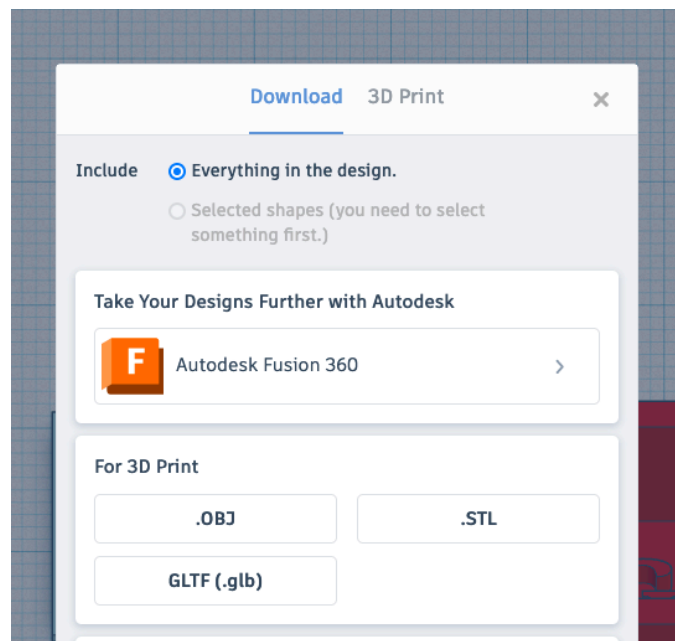 Download 3D Print ×
Include Everything in the design.
Selected shapes (you need to select
something first.)
Take Your Designs Further with Autodesk
F Autodesk Fusion 360
For 3D Print
.OBJ .STL
GLTF (.glb)